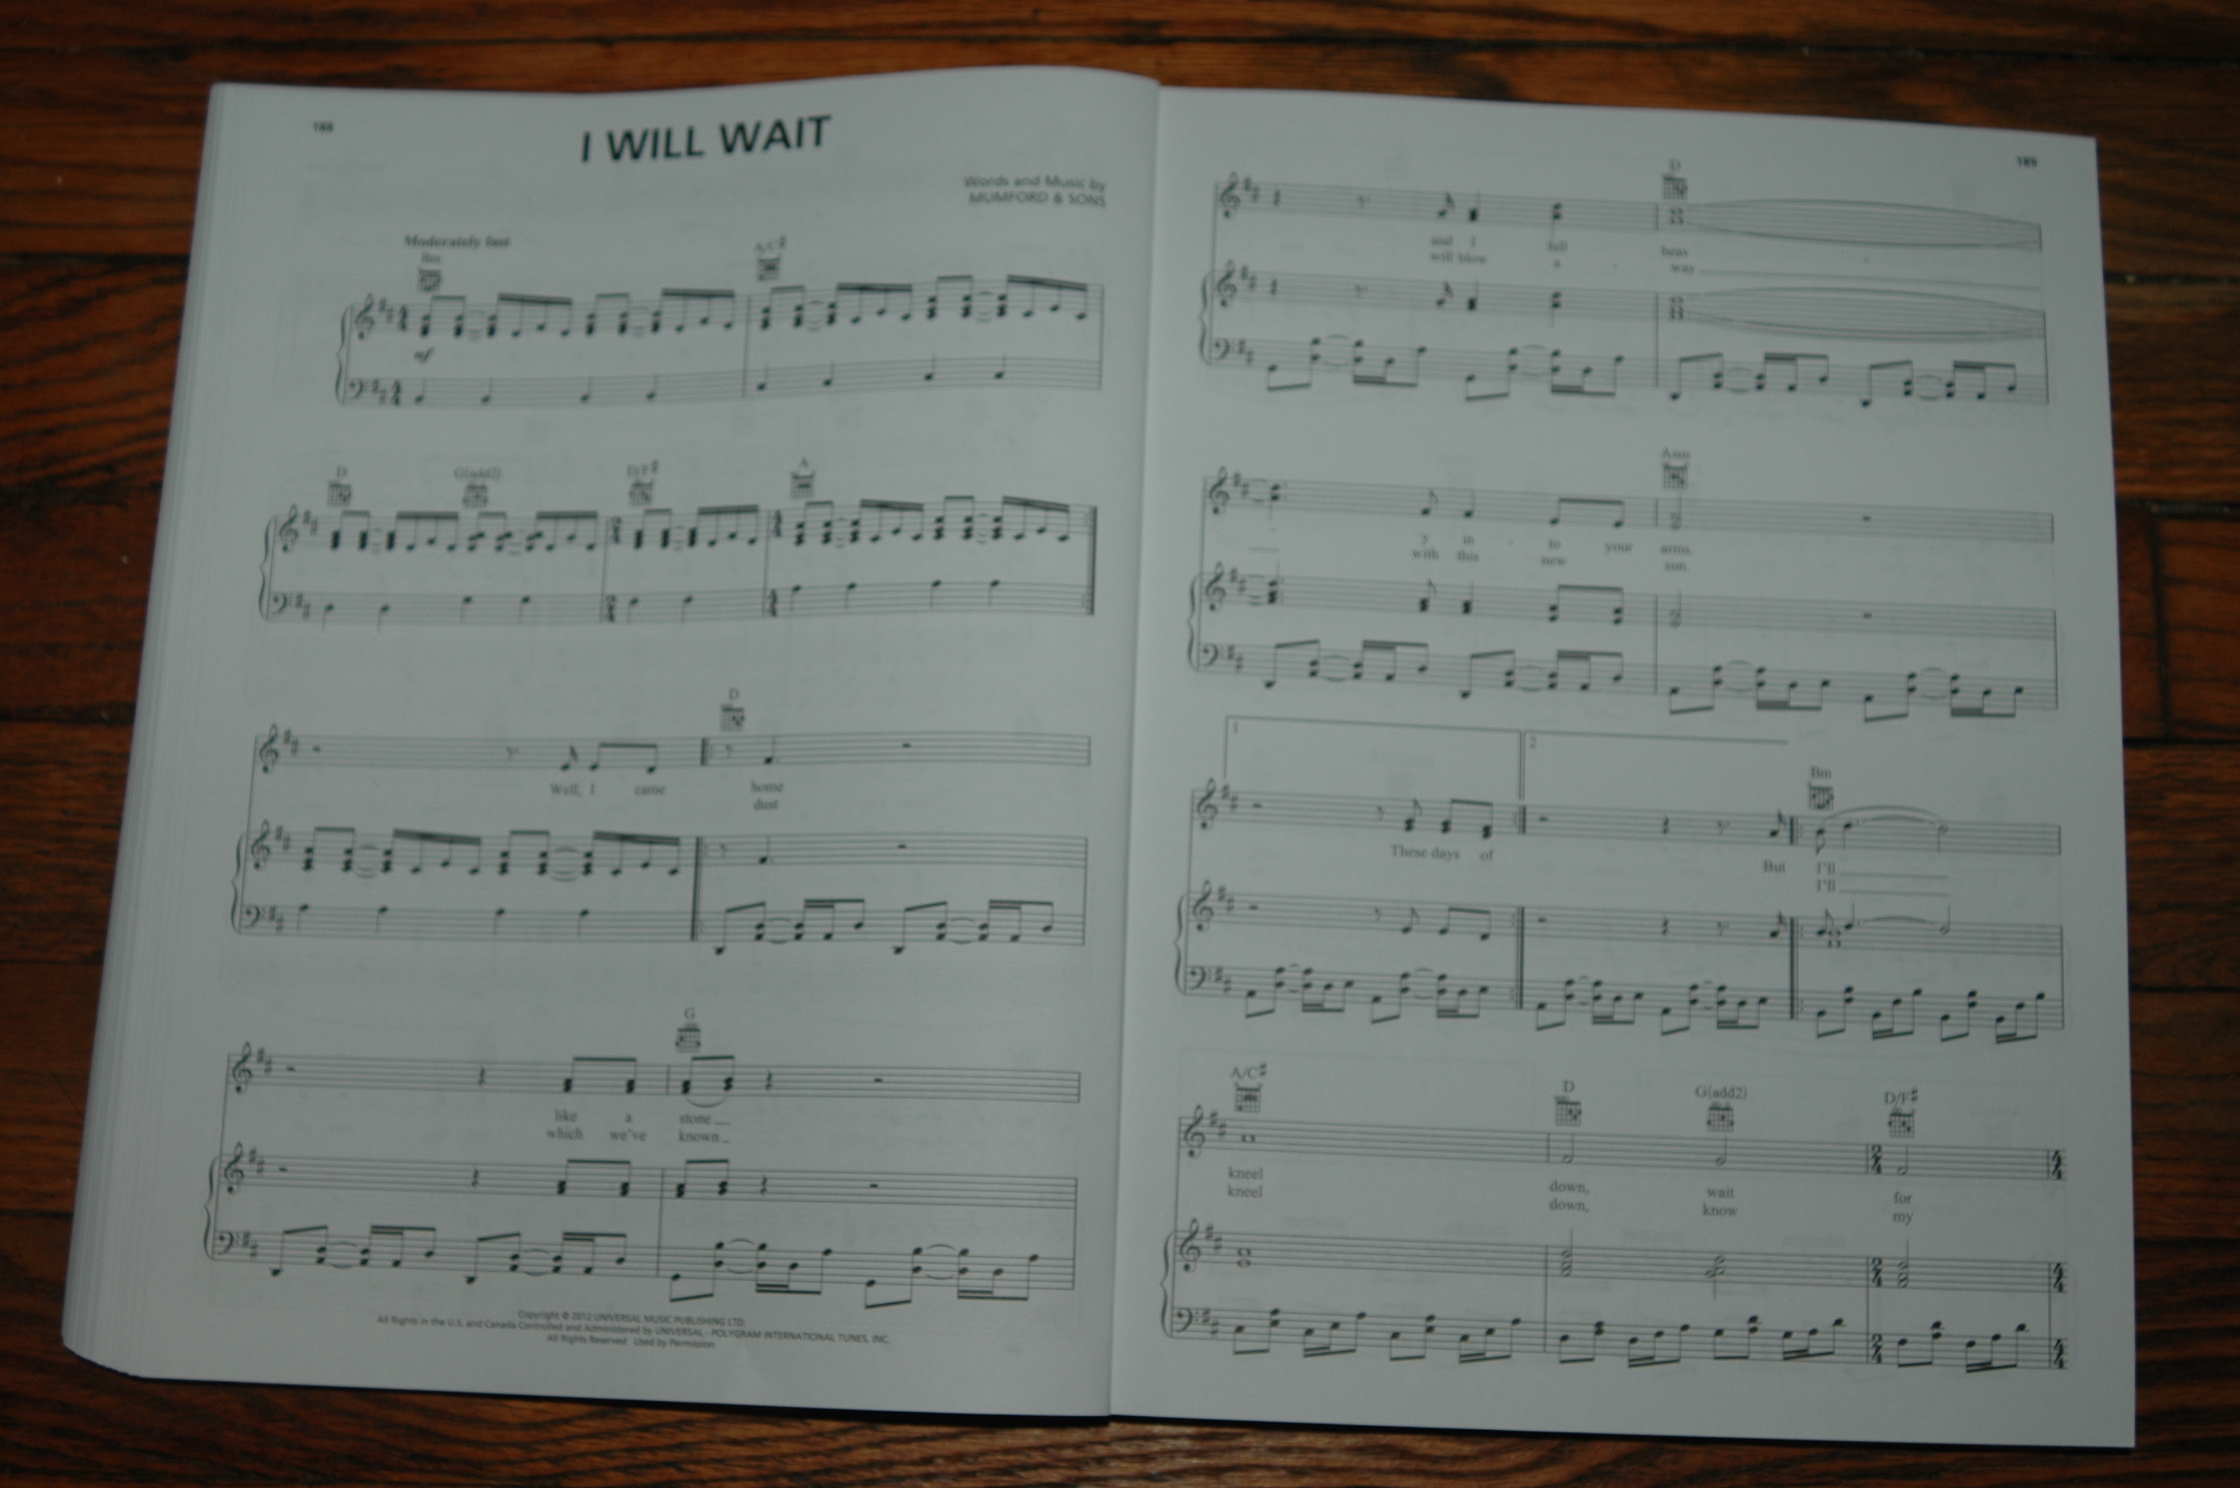 188
I WILL WAIT
Words and Music by
MUMFORD & SONS
Moderately fast
Bm
A/C♯
mf
D
G(add2)
D/F♯
A
D
Well, I came
home
dust
G
like a stone
which we've known
Copyright © 2012 UNIVERSAL MUSIC PUBLISHING LTD.
All Rights in the U.S. and Canada Controlled and Administered by UNIVERSAL - POLYGRAM INTERNATIONAL TUNES, INC.
All Rights Reserved Used by Permission
189
D
and I fell heav -
will blow a - way
Asus
y in - to your arms.
with this new sun.
1
2
Bm
These days of
But I'll
I'll
A/C♯
D
G(add2)
D/F♯
kneel down, wait for
kneel down, know my